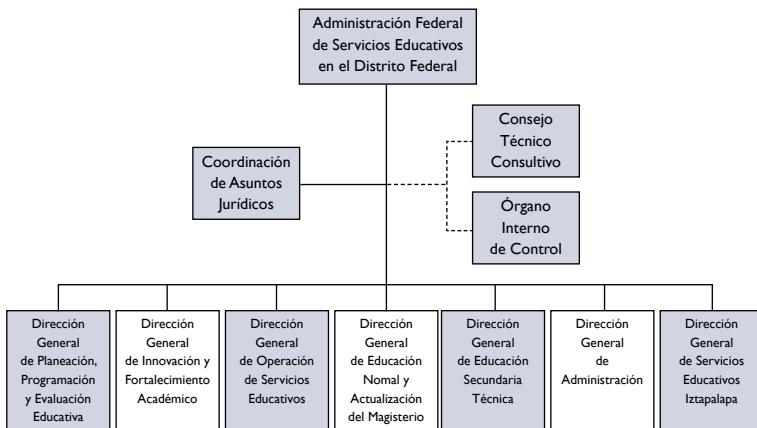 Administración Federal
de Servicios Educativos
en el Distrito Federal
Consejo
Técnico
Consultivo
Coordinación
de Asuntos
Jurídicos
Órgano
Interno
de Control
Dirección
General
de Planeación,
Programación
y Evaluación
Educativa
Dirección
General
de Innovación y
Fortalecimiento
Académico
Dirección
General
de Operación
de Servicios
Educativos
Dirección
General
de Educación
Nomal y
Actualización
del Magisterio
Dirección
General
de Educación
Secundaria
Técnica
Dirección
General
de
Administración
Dirección
General
de Servicios
Educativos
Iztapalapa